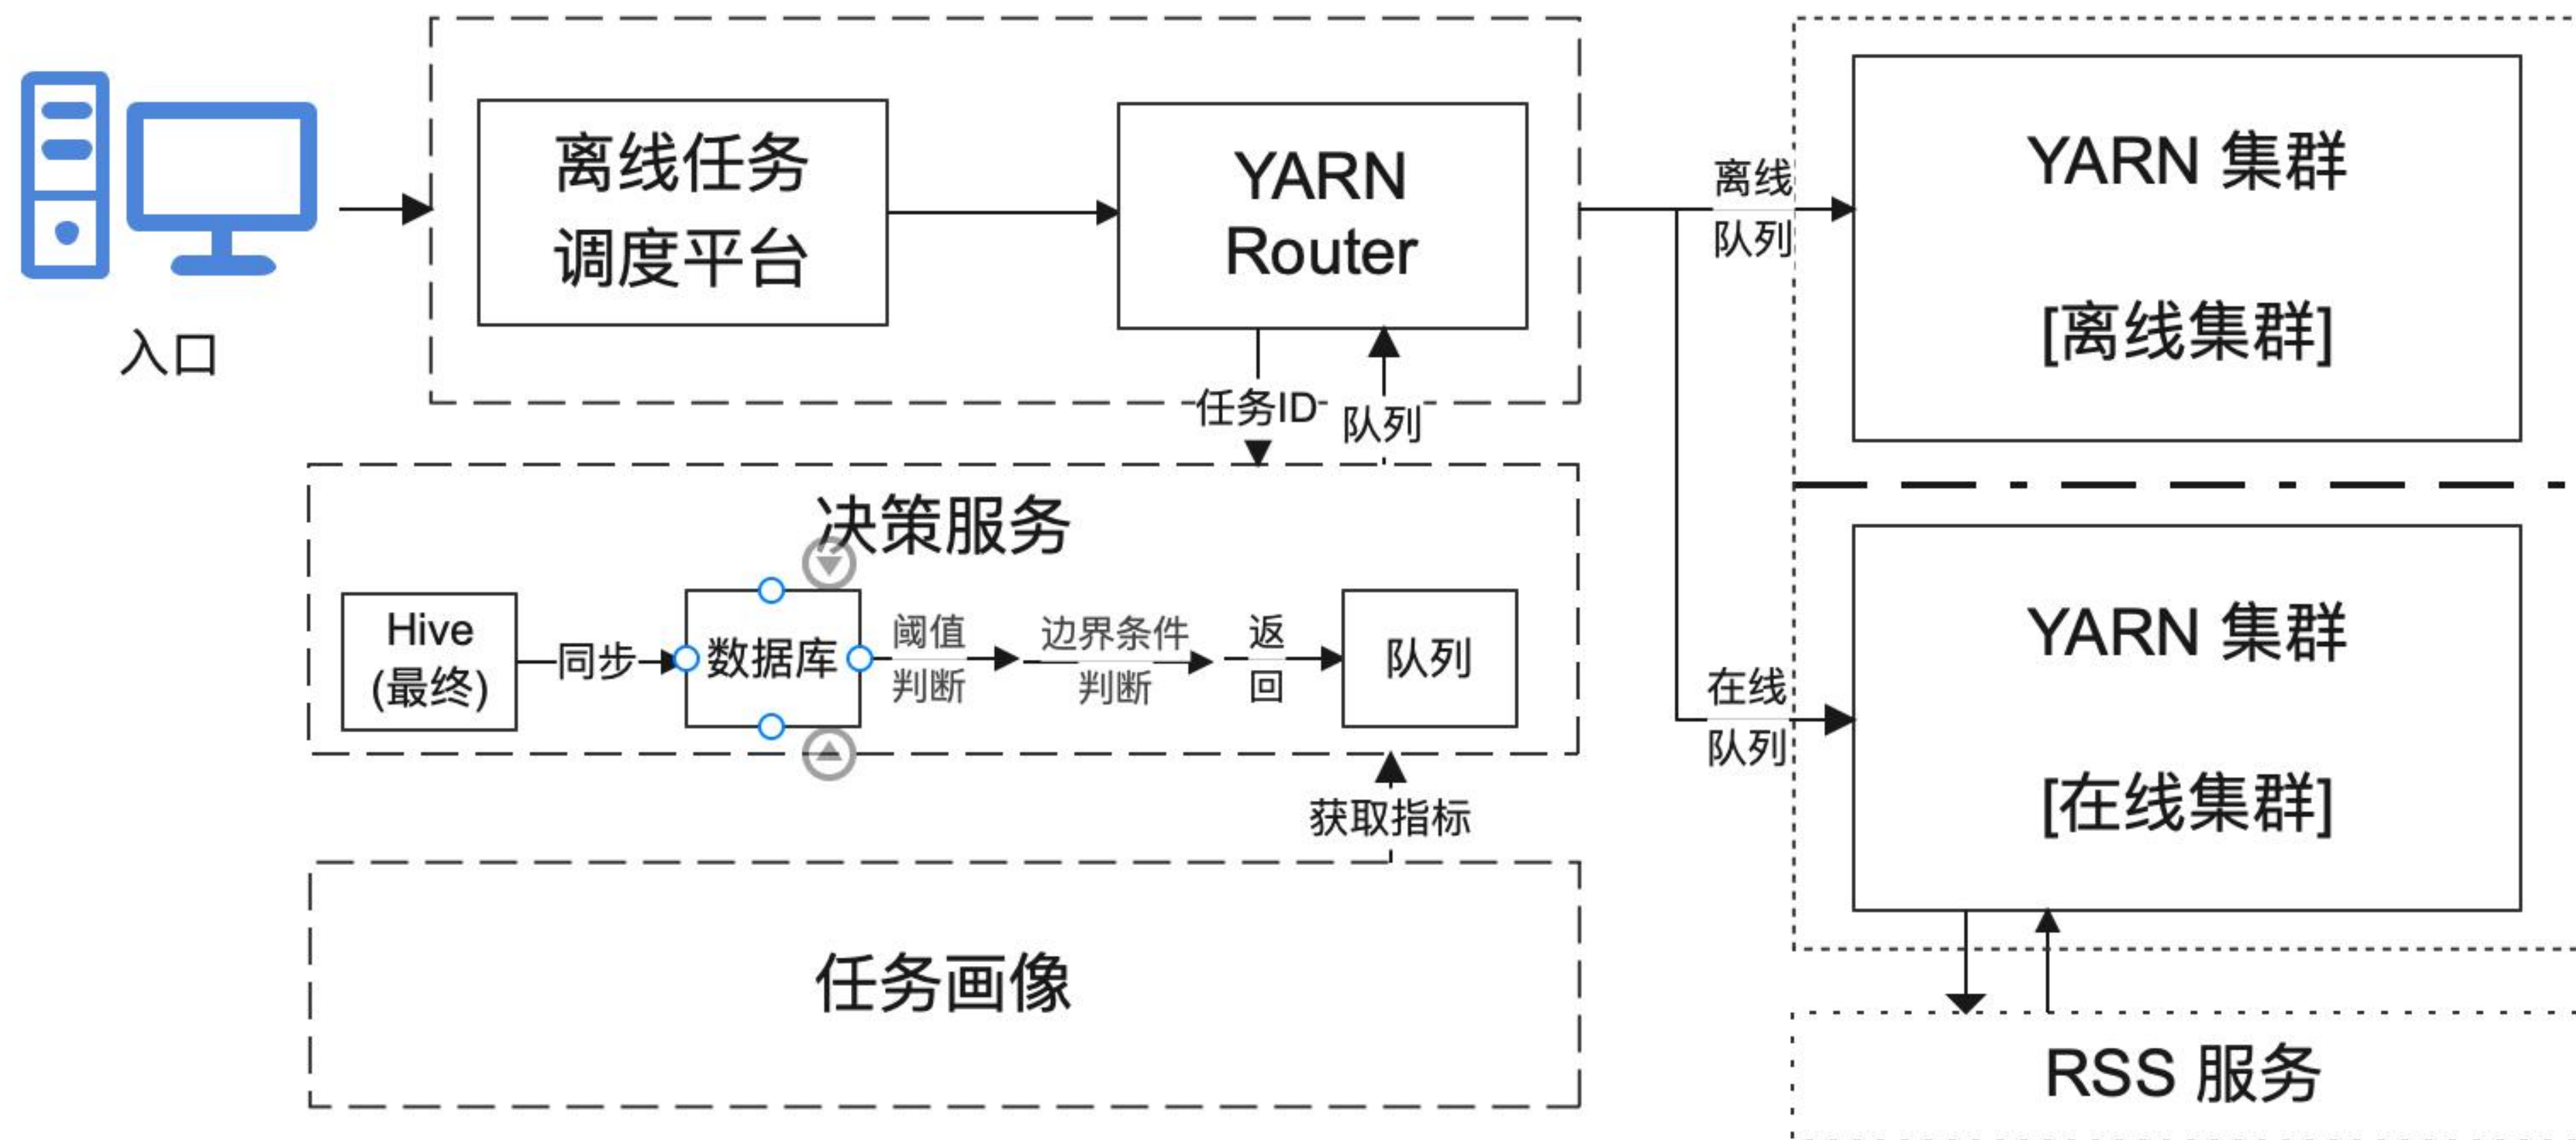 入口
离线任务
调度平台
YARN
Router
任务ID
队列
决策服务
Hive
(最终)
同步
数据库
阈值
判断
边界条件
判断
返
回
队列
获取指标
任务画像
离线
队列
YARN 集群
[离线集群]
在线
队列
YARN 集群
[在线集群]
RSS 服务